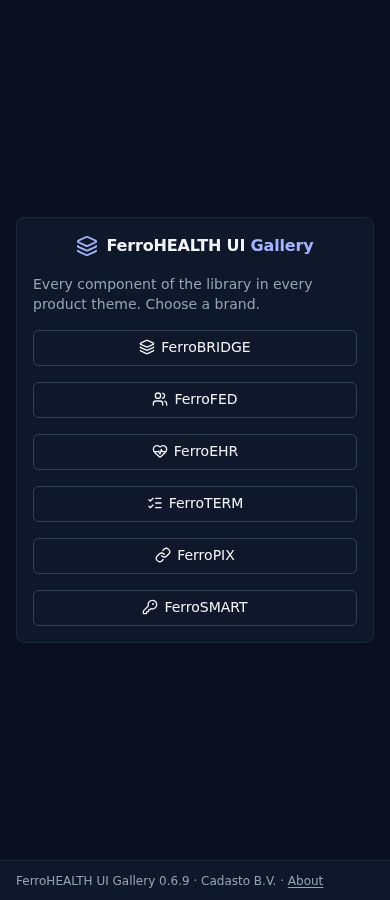 FerroHEALTH UI Gallery
Every component of the library in every
product theme. Choose a brand.
FerroBRIDGE
FerroFED
FerroEHR
FerroTERM
FerroPIX
FerroSMART
FerroHEALTH UI Gallery 0.6.9 · Cadasto B.V. · About